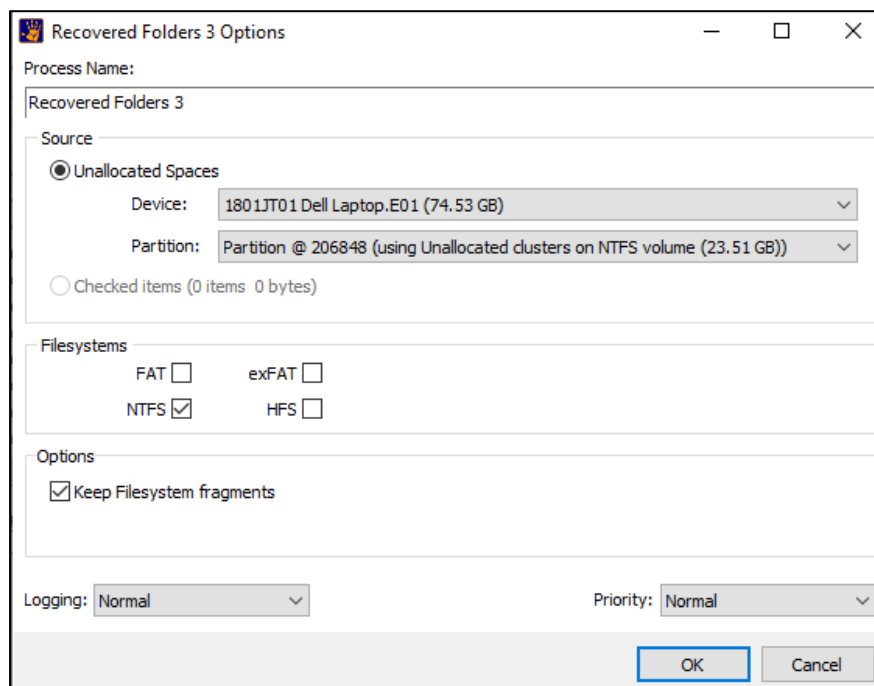 Recovered Folders 3 Options
Process Name:
Recovered Folders 3
Source
Unallocated Spaces
Device: 1801JT01 Dell Laptop.E01 (74.53 GB)
Partition: Partition @ 206848 (using Unallocated clusters on NTFS volume (23.51 GB))
Checked items (0 items 0 bytes)
Filesystems
FAT exFAT
NTFS HFS
Options
Keep Filesystem fragments
Logging: Normal Priority: Normal
OK Cancel